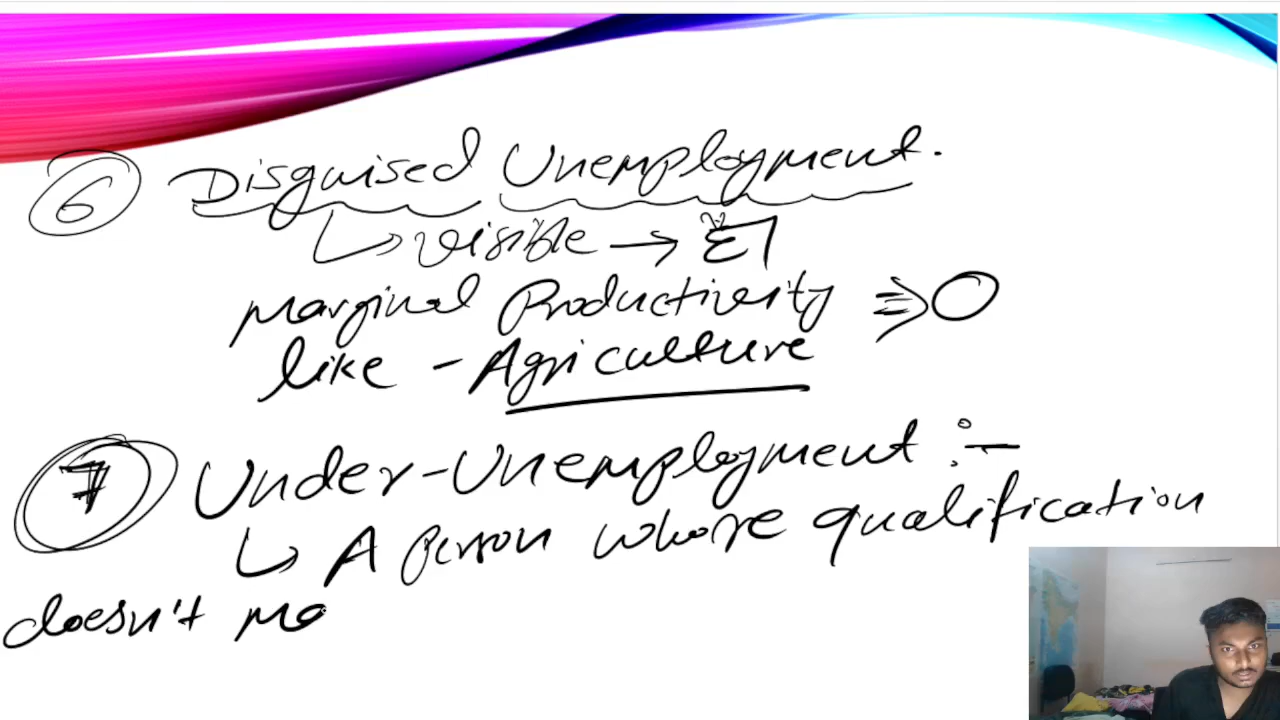 6 Disguised Unemployment.
↳ visible →
marginal Productivity ⇒ 0
like - Agriculture
7 Under-Unemployment :-
↳ A person whose qualification
doesn't ma